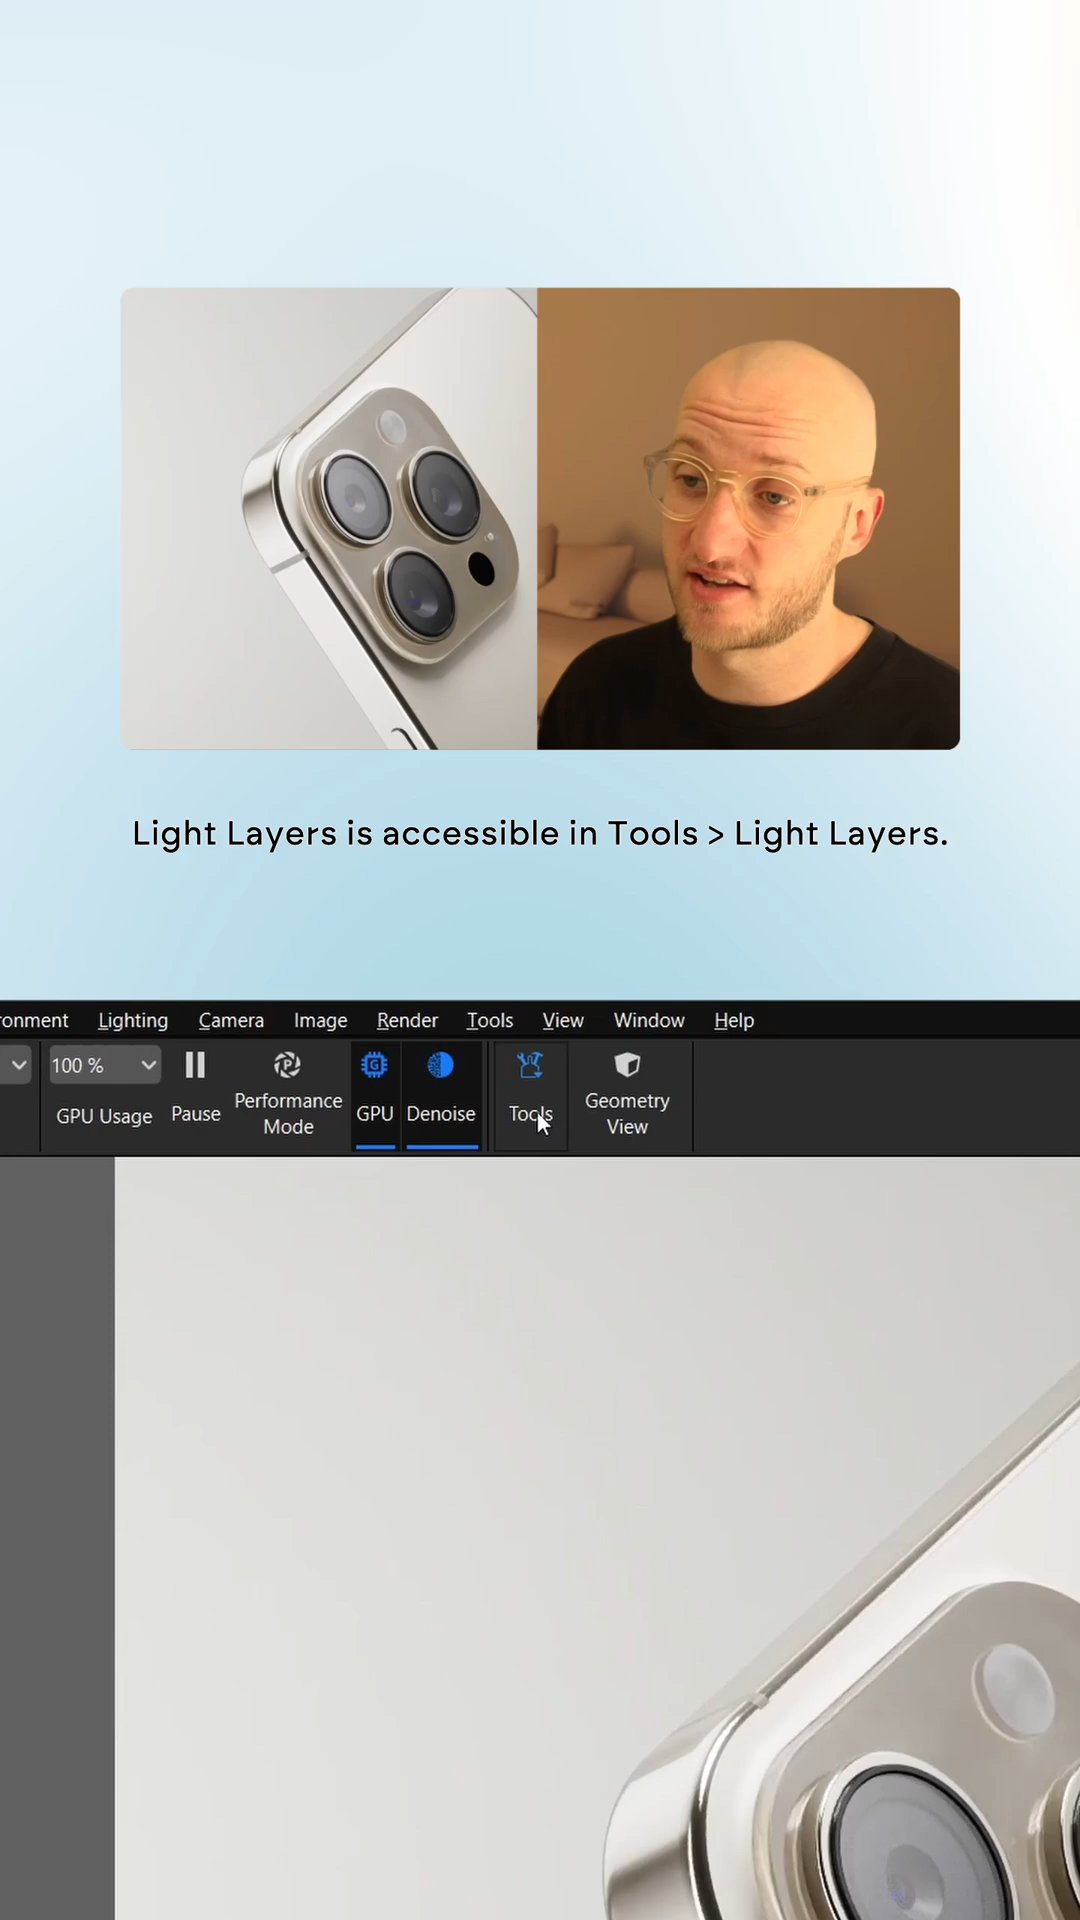 Light Layers is accessible in Tools > Light Layers.
ronment Lighting Camera Image Render Tools View Window Help
100 %
GPU Usage
Pause
Performance
Mode
GPU
Denoise
Tools
Geometry
View